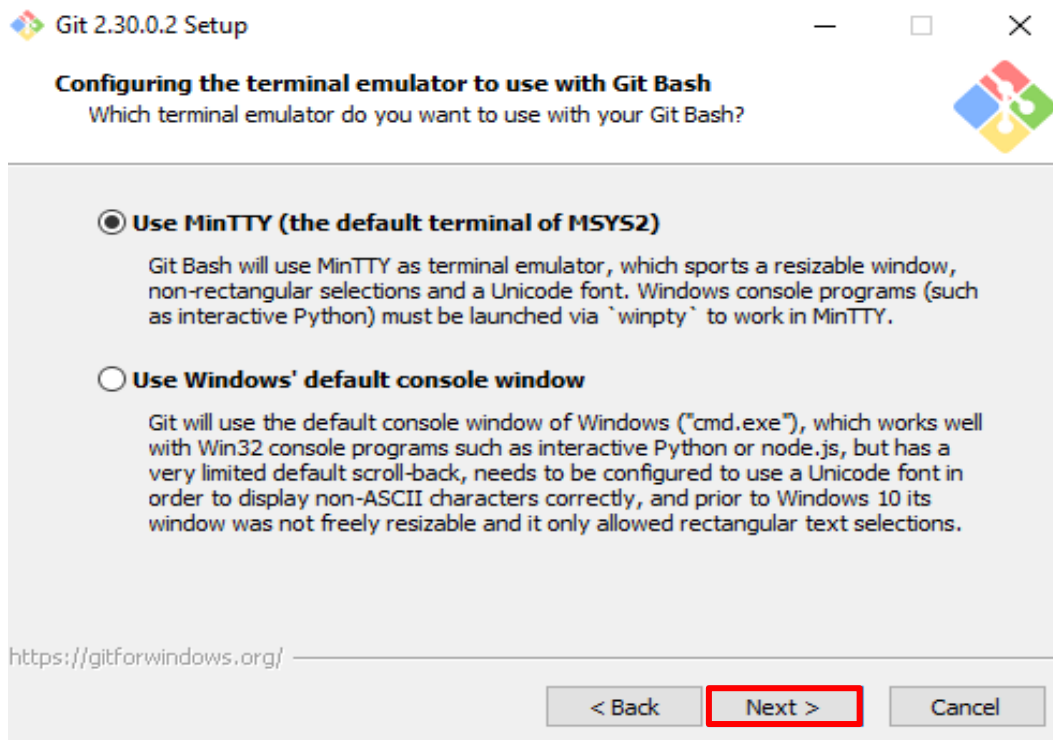 Git 2.30.0.2 Setup
Configuring the terminal emulator to use with Git Bash
Which terminal emulator do you want to use with your Git Bash?
Use MinTTY (the default terminal of MSYS2)
Git Bash will use MinTTY as terminal emulator, which sports a resizable window,
non-rectangular selections and a Unicode font. Windows console programs (such
as interactive Python) must be launched via `winpty` to work in MinTTY.
Use Windows' default console window
Git will use the default console window of Windows ("cmd.exe"), which works well
with Win32 console programs such as interactive Python or node.js, but has a
very limited default scroll-back, needs to be configured to use a Unicode font in
order to display non-ASCII characters correctly, and prior to Windows 10 its
window was not freely resizable and it only allowed rectangular text selections.
https://gitforwindows.org/
< Back Next > Cancel